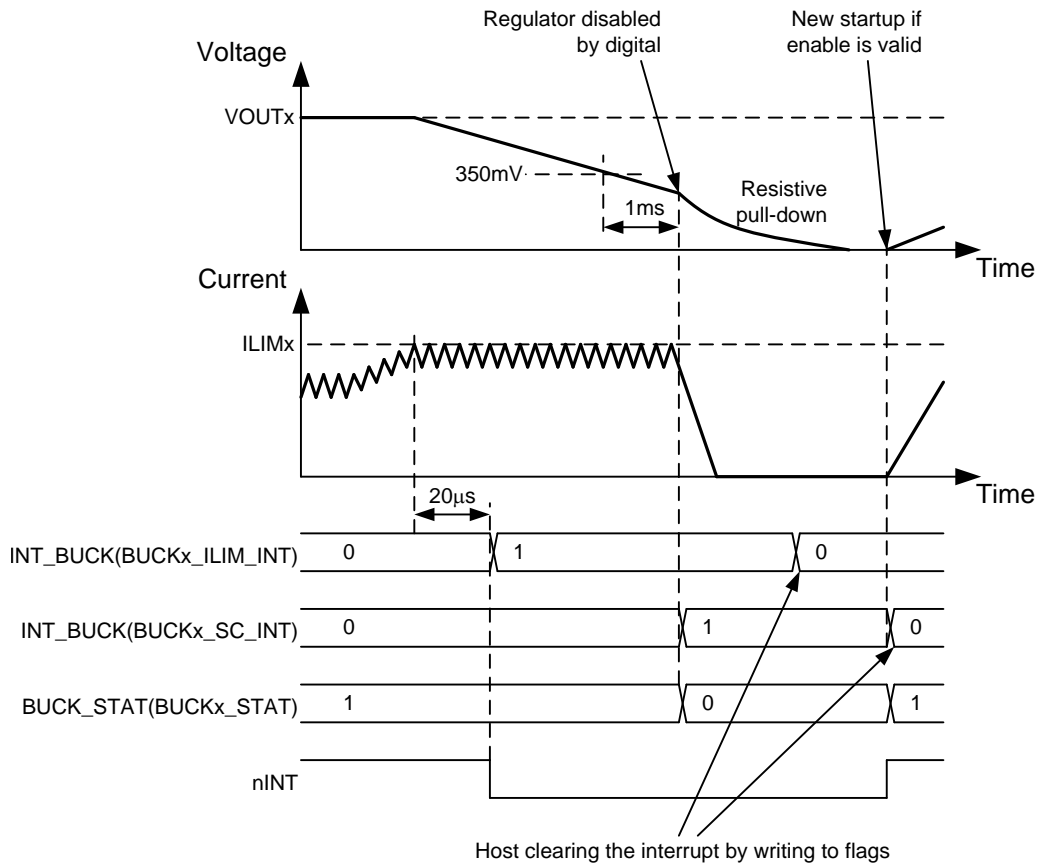 Regulator disabled
by digital
New startup if
enable is valid
Voltage
VOUTx
350mV
1ms
Resistive
pull-down
Time
Current
ILIMx
Time
20μs
INT_BUCK(BUCKx_ILIM_INT)
0
1
0
INT_BUCK(BUCKx_SC_INT)
0
1
0
BUCK_STAT(BUCKx_STAT)
1
0
1
nINT
Host clearing the interrupt by writing to flags